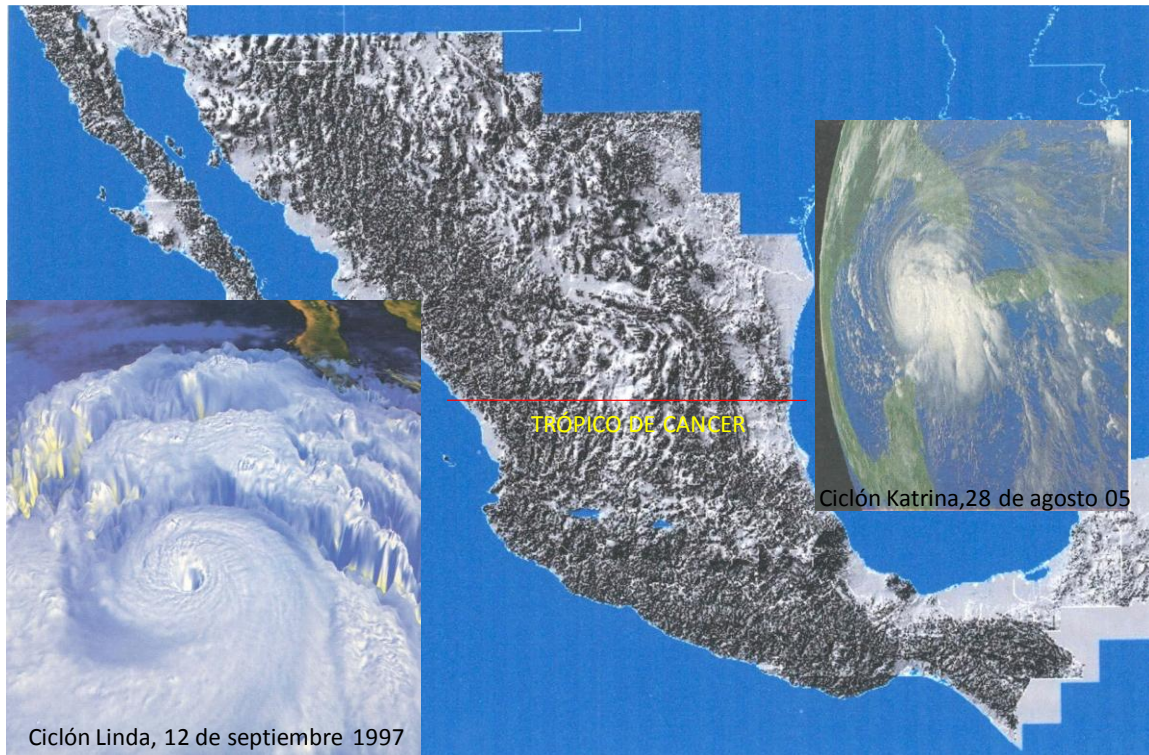 TRÓPICO DE CANCER
Ciclón Katrina,28 de agosto 05
Ciclón Linda, 12 de septiembre 1997